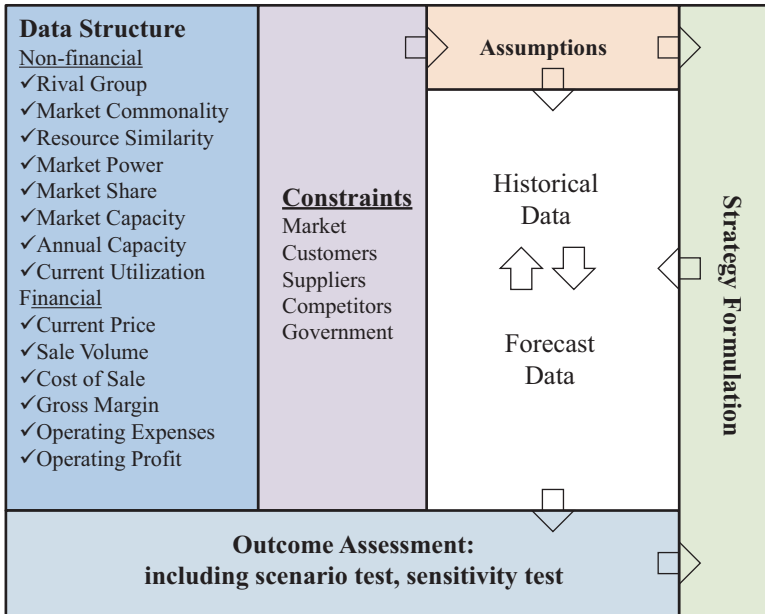 Data Structure
Non-financial
✓Rival Group
✓Market Commonality
✓Resource Similarity
✓Market Power
✓Market Share
✓Market Capacity
✓Annual Capacity
✓Current Utilization
Financial
✓Current Price
✓Sale Volume
✓Cost of Sale
✓Gross Margin
✓Operating Expenses
✓Operating Profit
Constraints
Market
Customers
Suppliers
Competitors
Government
Assumptions
Historical
Data
Forecast
Data
Strategy Formulation
Outcome Assessment:
including scenario test, sensitivity test